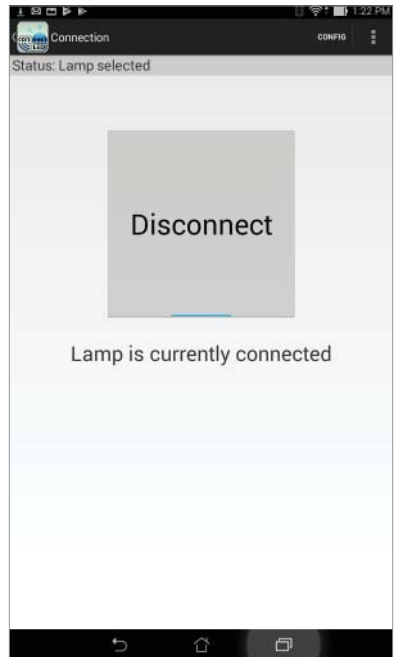 1:22 PM
Connection
CONFIG
Status: Lamp selected
Disconnect
Lamp is currently connected